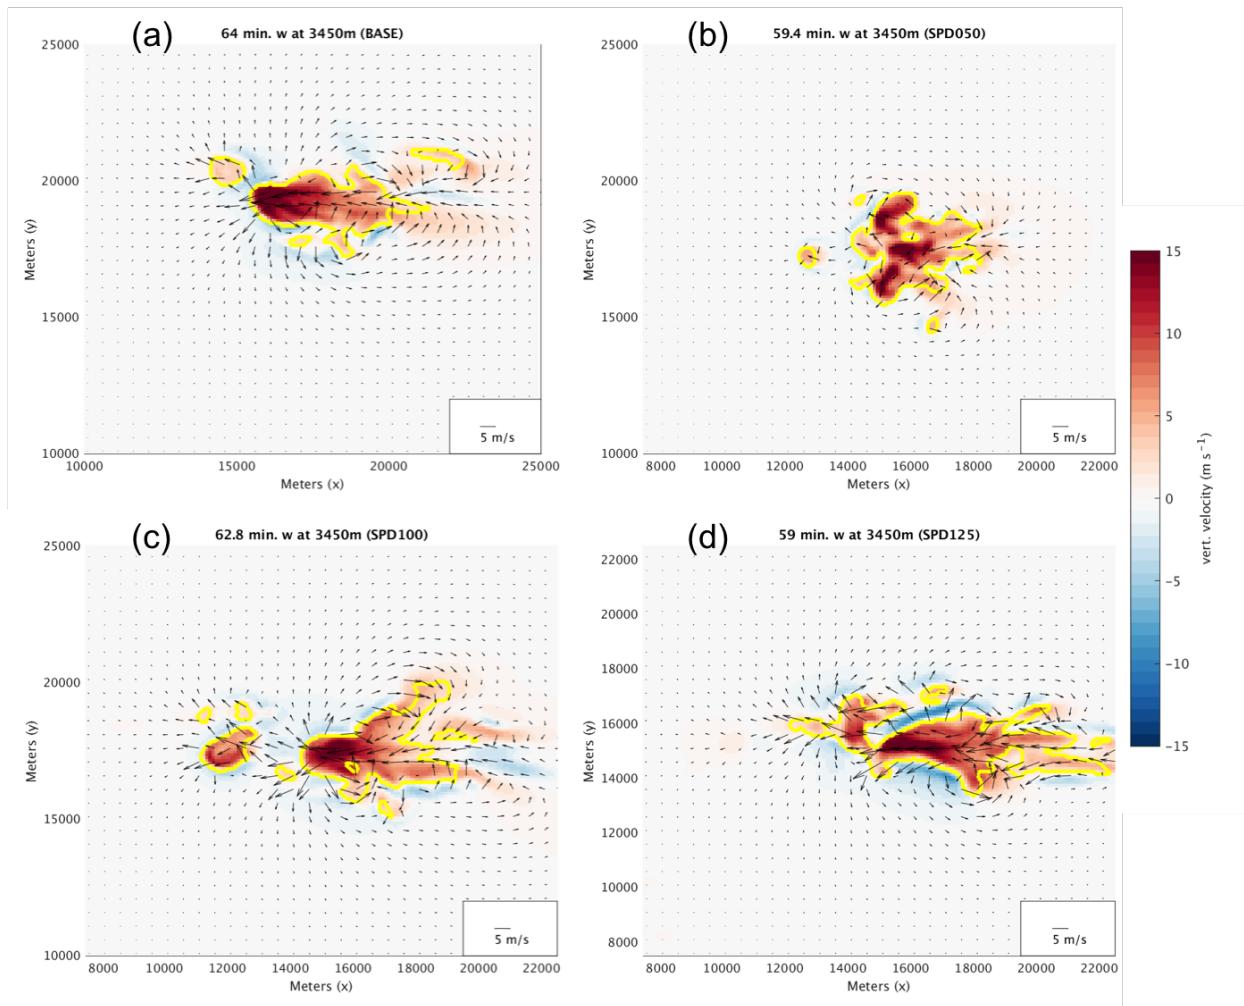 (a)
64 min. w at 3450m (BASE)
25000
20000
15000
10000
Meters (y)
10000 15000 20000 25000
Meters (x)
5 m/s
(b)
59.4 min. w at 3450m (SPD050)
25000
20000
15000
10000
Meters (y)
8000 10000 12000 14000 16000 18000 20000 22000
Meters (x)
5 m/s
(c)
62.8 min. w at 3450m (SPD100)
25000
20000
15000
10000
Meters (y)
8000 10000 12000 14000 16000 18000 20000 22000
Meters (x)
5 m/s
(d)
59 min. w at 3450m (SPD125)
22000
20000
18000
16000
14000
12000
10000
8000
Meters (y)
8000 10000 12000 14000 16000 18000 20000 22000
Meters (x)
5 m/s
15
10
5
0
−5
−10
−15
vert. velocity (m s⁻¹)